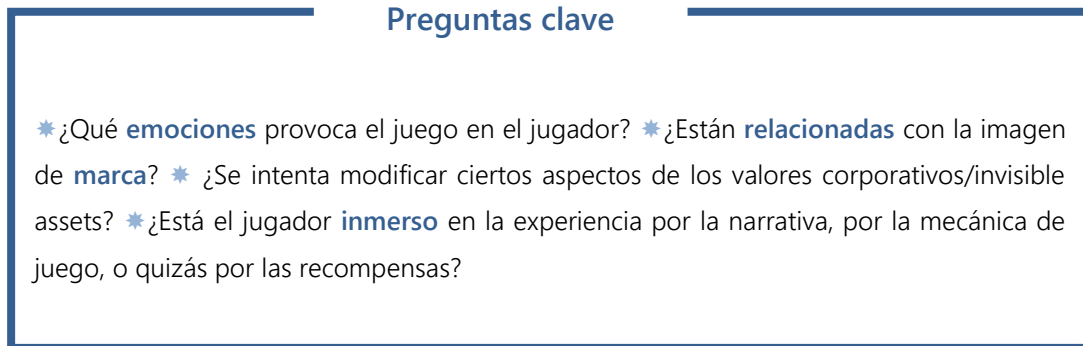 Preguntas clave
✷¿Qué emociones provoca el juego en el jugador? ✷¿Están relacionadas con la imagen
de marca? ✷ ¿Se intenta modificar ciertos aspectos de los valores corporativos/invisible
assets? ✷¿Está el jugador inmerso en la experiencia por la narrativa, por la mecánica de
juego, o quizás por las recompensas?